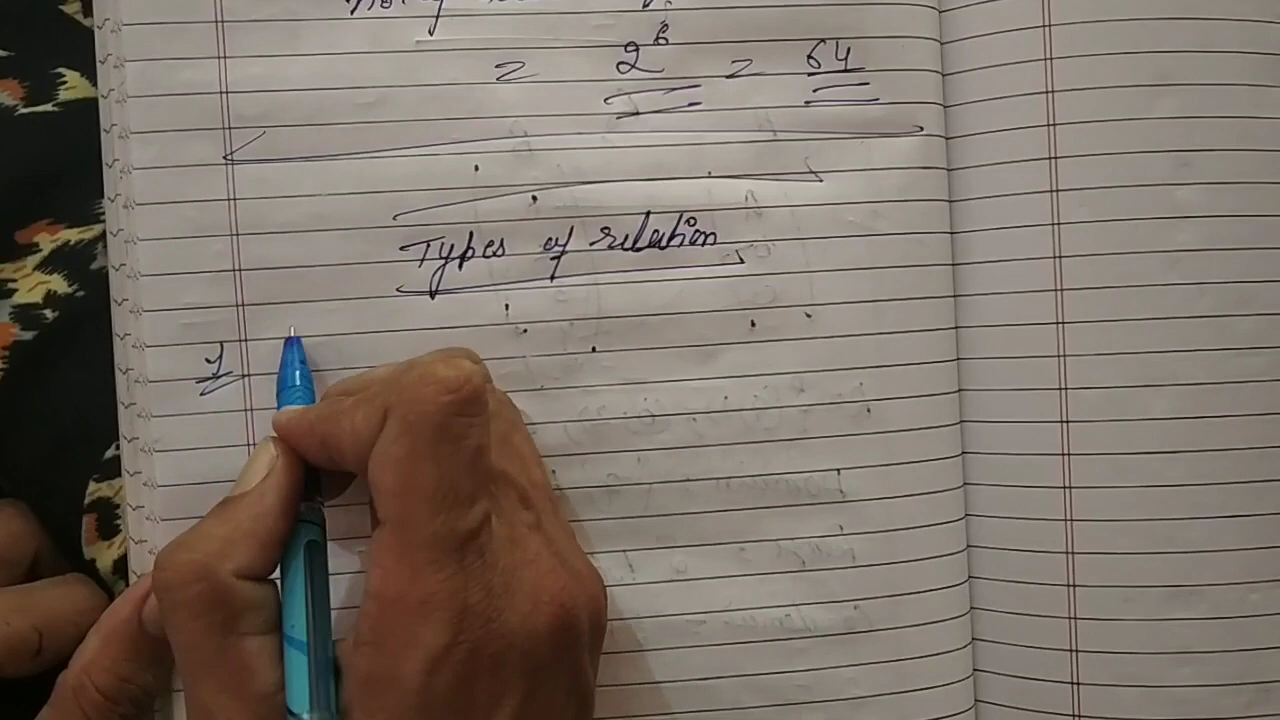 = 2⁶ = 64
Types of relation
1